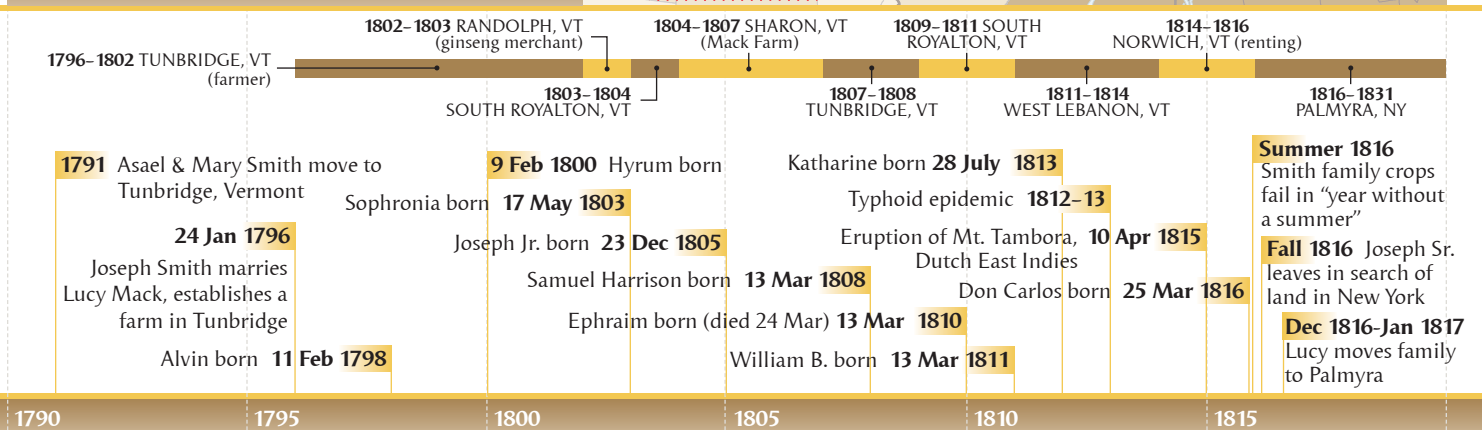 1796–1802 TUNBRIDGE, VT
(farmer)
1802–1803 RANDOLPH, VT
(ginseng merchant)
1803–1804
SOUTH ROYALTON, VT
1804–1807 SHARON, VT
(Mack Farm)
1807–1808
TUNBRIDGE, VT
1809–1811 SOUTH
ROYALTON, VT
1811–1814
WEST LEBANON, VT
1814–1816
NORWICH, VT (renting)
1816–1831
PALMYRA, NY
1791 Asael & Mary Smith move to
Tunbridge, Vermont
24 Jan 1796
Joseph Smith marries
Lucy Mack, establishes a
farm in Tunbridge
Alvin born 11 Feb 1798
9 Feb 1800 Hyrum born
Sophronia born 17 May 1803
Joseph Jr. born 23 Dec 1805
Samuel Harrison born 13 Mar 1808
Ephraim born (died 24 Mar) 13 Mar 1810
William B. born 13 Mar 1811
Katharine born 28 July 1813
Typhoid epidemic 1812–13
Eruption of Mt. Tambora, 10 Apr 1815
Dutch East Indies
Don Carlos born 25 Mar 1816
Summer 1816
Smith family crops
fail in “year without
a summer”
Fall 1816 Joseph Sr.
leaves in search of
land in New York
Dec 1816-Jan 1817
Lucy moves family
to Palmyra
1790
1795
1800
1805
1810
1815